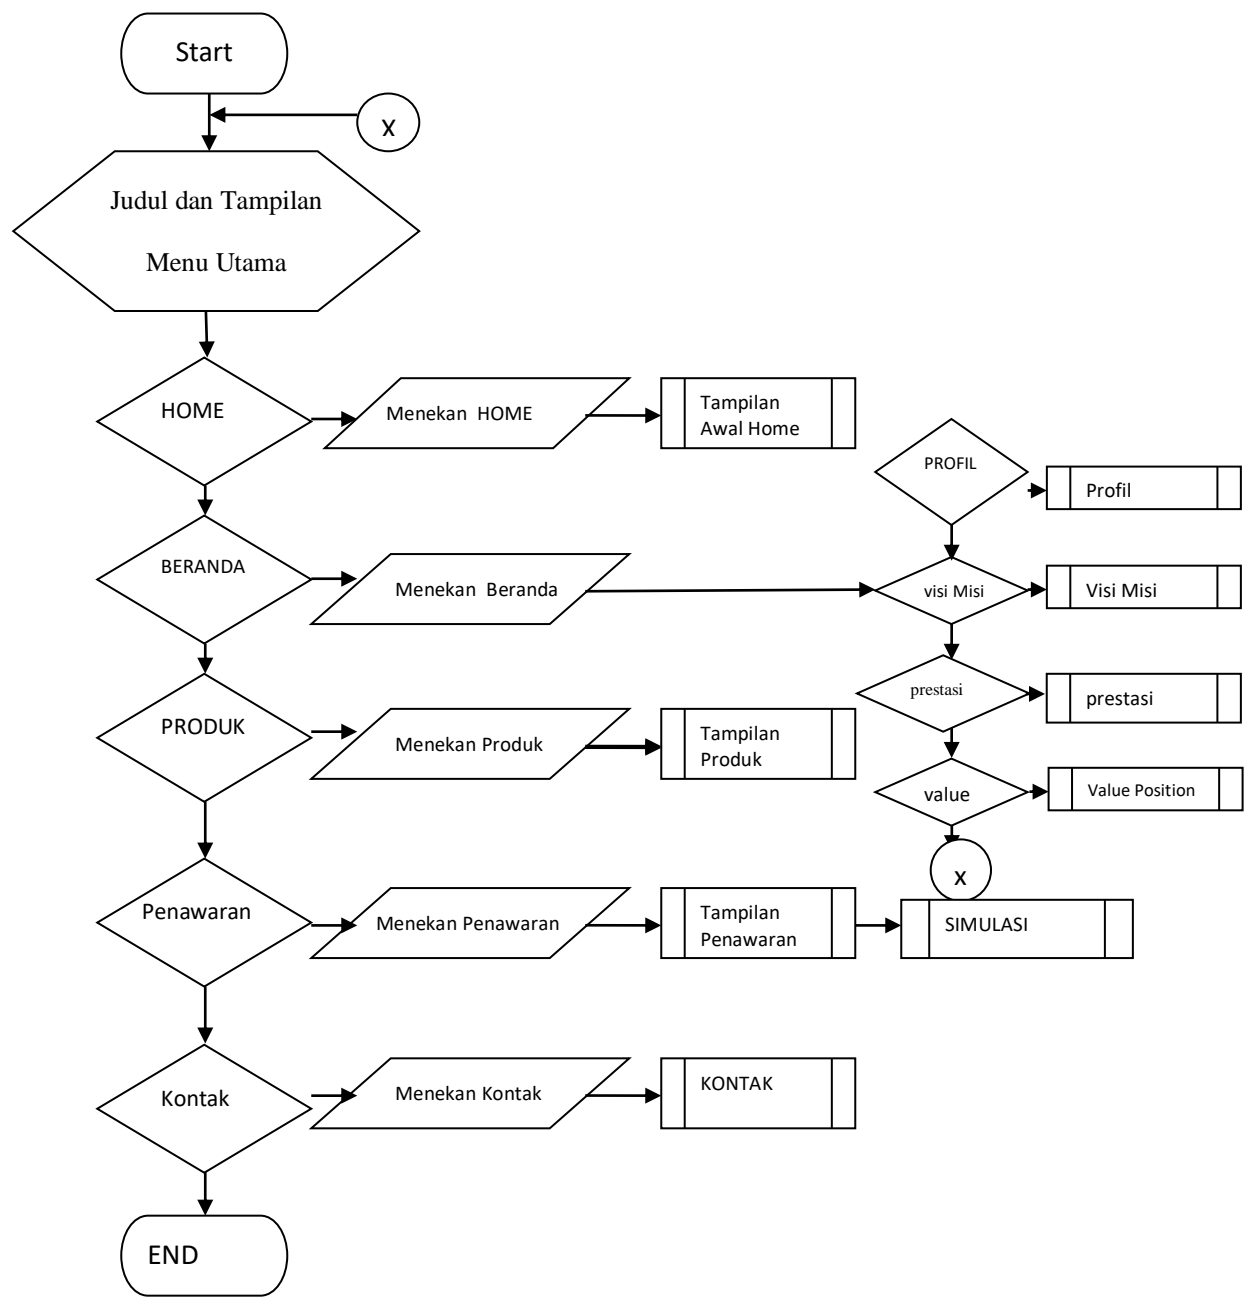 Start
X
Judul dan Tampilan
Menu Utama
HOME
Menekan  HOME
Tampilan
Awal Home
PROFIL
Profil
BERANDA
Menekan  Beranda
visi Misi
Visi Misi
prestasi
prestasi
PRODUK
Menekan Produk
Tampilan
Produk
value
Value Position
x
Penawaran
Menekan Penawaran
Tampilan
Penawaran
SIMULASI
Kontak
Menekan Kontak
KONTAK
END